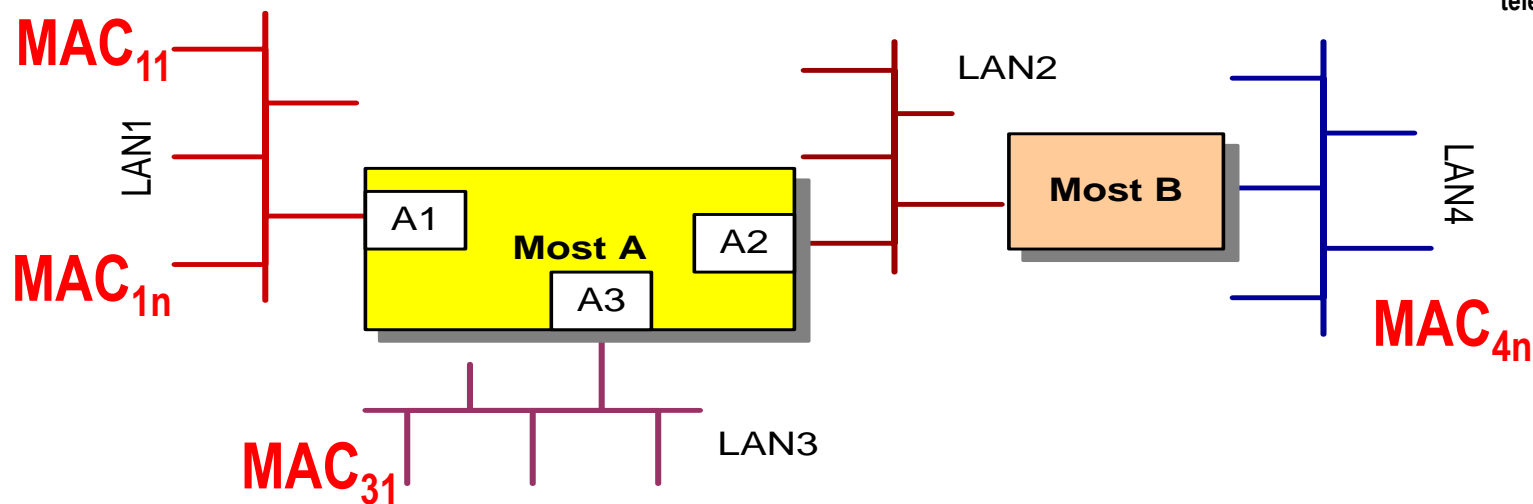 MAC11
LAN1
MAC1n
A1
Most A
A2
A3
LAN2
Most B
LAN4
MAC4n
LAN3
MAC31